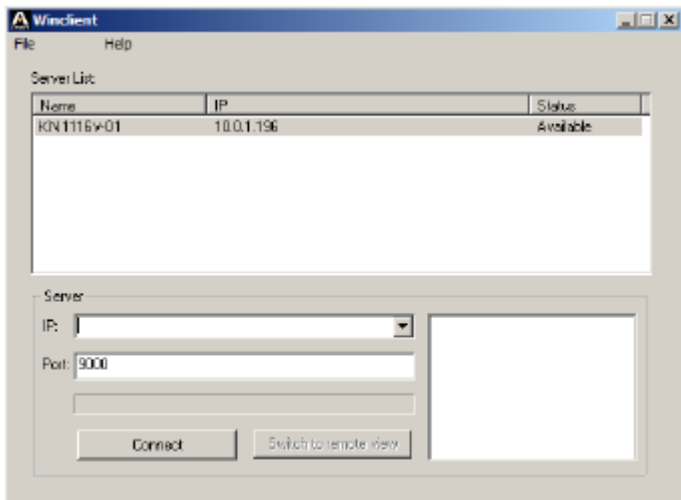 Winclient
File Help
Server List:
Name IP Status
KN1116v-01 10.0.1.196 Available
Server
IP:
Port: 9000
Connect Switch to remote view